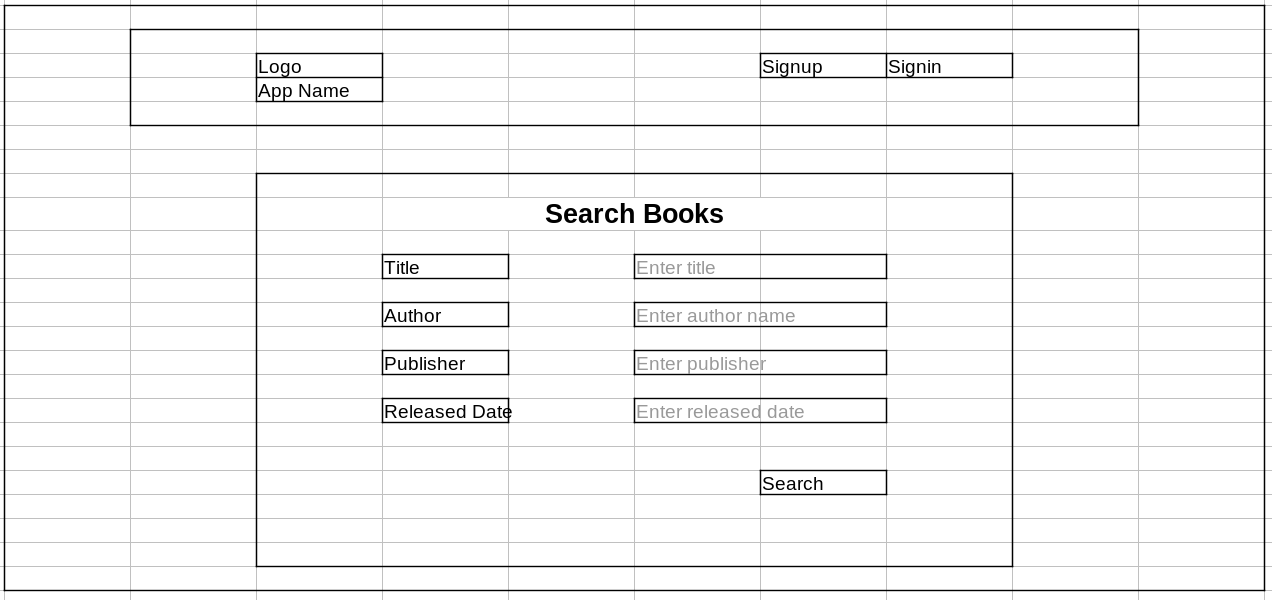 Logo
Signup
Signin
App Name
Search Books
Title
Enter title
Author
Enter author name
Publisher
Enter publisher
Released Date
Enter released date
Search